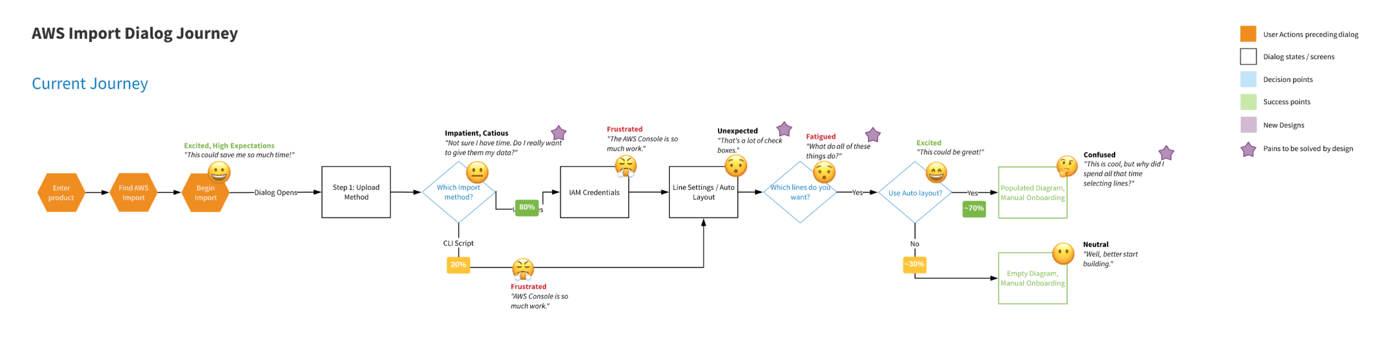 AWS Import Dialog Journey
Current Journey
User Actions preceding dialog
Dialog states / screens
Decision points
Success points
New Designs
Pains to be solved by design
Excited, High Expectations
"This could save me so much time!"
Enter
product
Find AWS
Import
Begin
Import
Dialog Opens
Step 1: Upload
Method
Impatient, Catious
"Not sure I have time. Do I really want
to give them my data?"
Which Import
method?
80%
CLI Script
20%
Frustrated
"AWS Console is so
much work."
Frustrated
"The AWS Console is so
much work."
IAM Credentials
Unexpected
"That's a lot of check
boxes."
Line Settings / Auto
Layout
Fatigued
"What do all of these
things do?"
Which lines do you
want?
Yes
Excited
"This could be great!"
Use Auto layout?
Yes
~70%
No
~30%
Populated Diagram,
Manual Onboarding
Confused
"This is cool, but why did I
spend all that time
selecting lines?"
Empty Diagram,
Manual Onboarding
Neutral
"Well, better start
building."